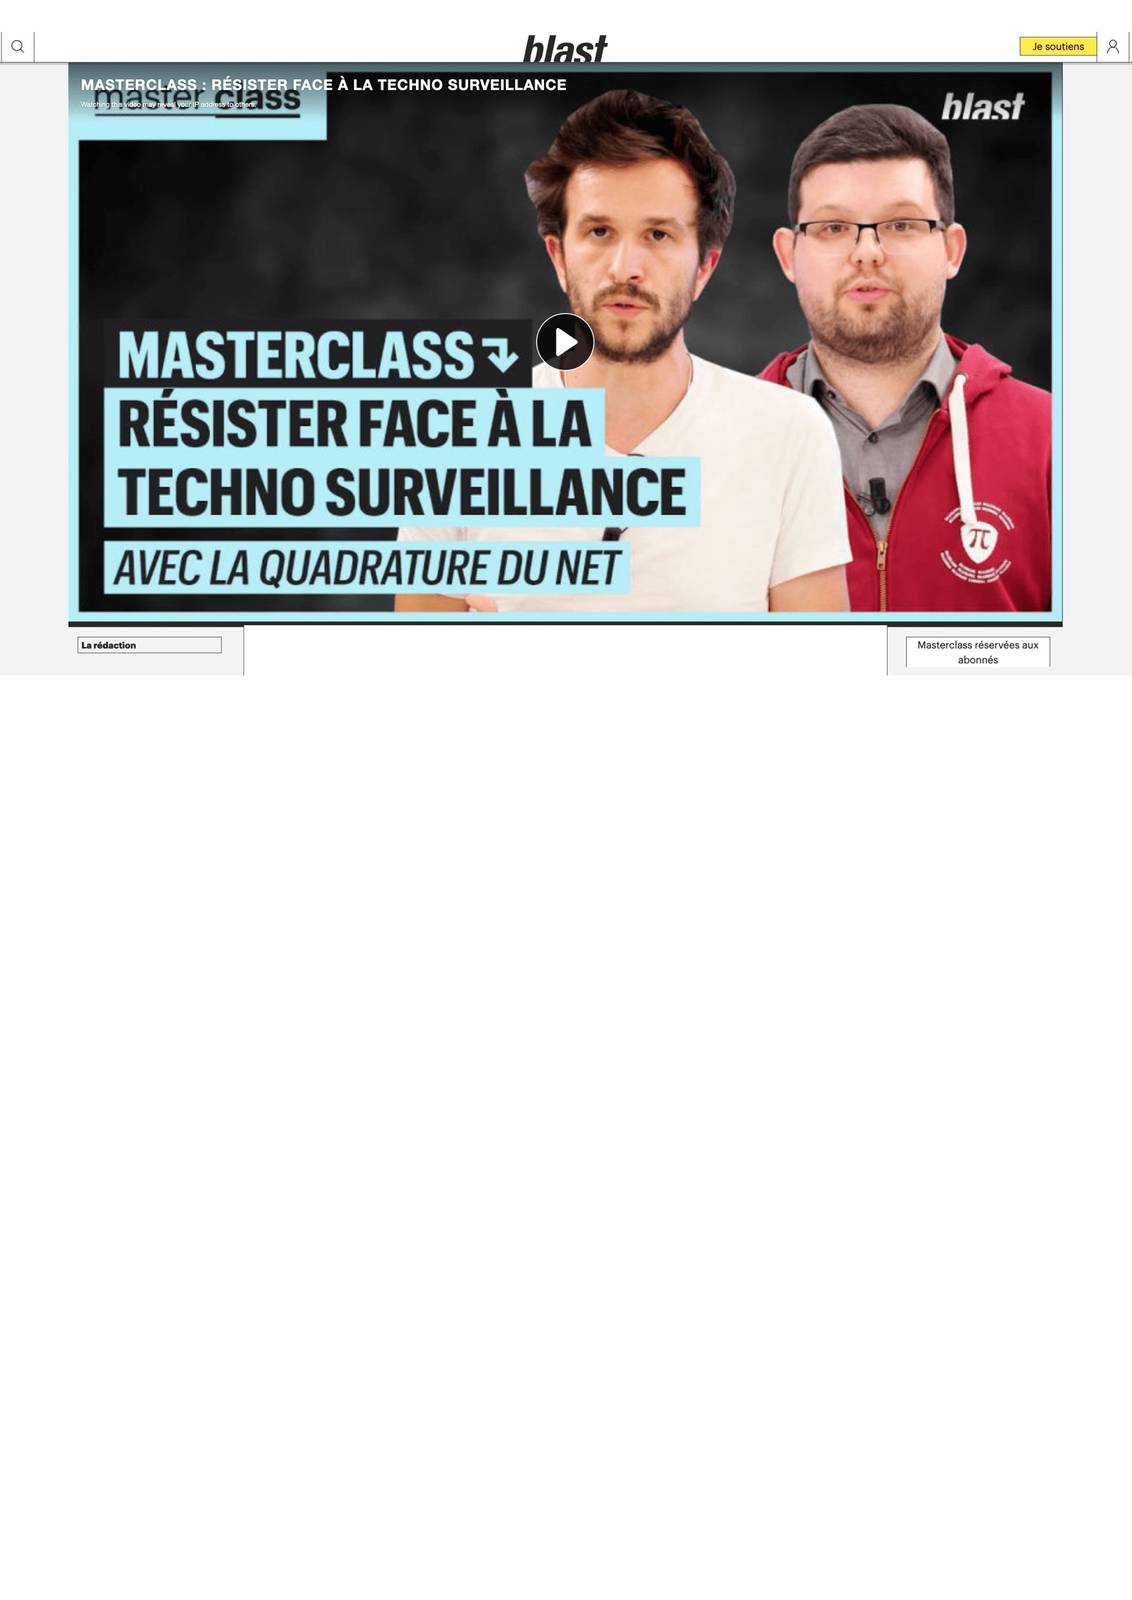 blast
Je soutiens
MASTERCLASS : RÉSISTER FACE À LA TECHNO SURVEILLANCE
Watching this video may reveal your IP address to others.
master class
blast
MASTERCLASS
RÉSISTER FACE À LA
TECHNO SURVEILLANCE
AVEC LA QUADRATURE DU NET
π
La rédaction
Masterclass réservées aux
abonnés